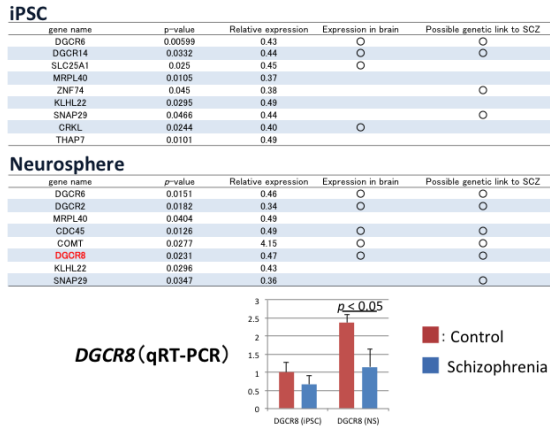 iPSC
gene name p-value Relative expression Expression in brain Possible genetic link to SCZ
DGCR6 0.00599 0.43 ○ ○
DGCR14 0.0332 0.44 ○ ○
SLC25A1 0.025 0.45 ○
MRPL40 0.0105 0.37
ZNF74 0.045 0.38 ○
KLHL22 0.0295 0.49
SNAP29 0.0466 0.44 ○
CRKL 0.0244 0.40 ○
THAP7 0.0101 0.49
Neurosphere
gene name p-value Relative expression Expression in brain Possible genetic link to SCZ
DGCR6 0.0151 0.46 ○ ○
DGCR2 0.0182 0.34 ○ ○
MRPL40 0.0404 0.49
CDC45 0.0126 0.49 ○ ○
COMT 0.0277 4.15 ○ ○
DGCR8 0.0231 0.47 ○ ○
KLHL22 0.0296 0.43
SNAP29 0.0347 0.36 ○
DGCR8 (qRT-PCR)
3
2.5
2
1.5
1
0.5
0
p < 0.05
DGCR8 (iPSC) DGCR8 (NS)
: Control
Schizophrenia